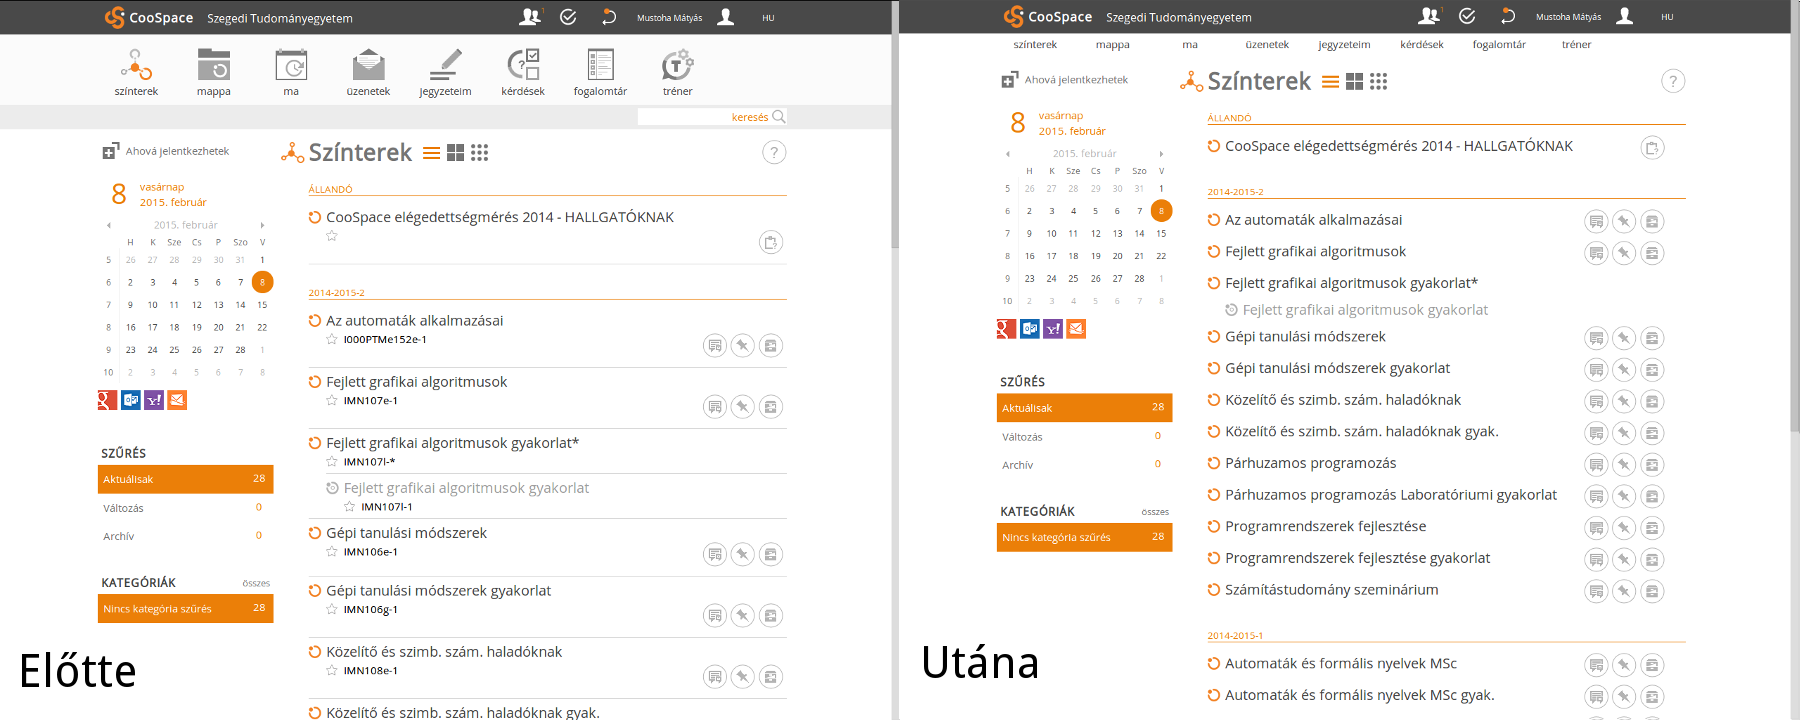 CooSpace Szegedi Tudományegyetem 1 Mustoha Mátyás HU
színterek mappa ma üzenetek jegyzeteim kérdések fogalomtár tréner
keresés
Ahová jelentkezhetek Színterek ?
8 vasárnap
2015. február
2015. február
H K Sze Cs P Szo V
5 26 27 28 29 30 31 1
6 2 3 4 5 6 7 8
7 9 10 11 12 13 14 15
8 16 17 18 19 20 21 22
9 23 24 25 26 27 28 1
10 2 3 4 5 6 7 8
SZŰRÉS
Aktuálisak 28
Változás 0
Archív 0
KATEGÓRIÁK összes
Nincs kategória szűrés 28
ÁLLANDÓ
CooSpace elégedettségmérés 2014 - HALLGATÓKNAK
2014-2015-2
Az automaták alkalmazásai
I000PTMe152e-1
Fejlett grafikai algoritmusok
IMN107e-1
Fejlett grafikai algoritmusok gyakorlat*
IMN107l-*
Fejlett grafikai algoritmusok gyakorlat
IMN107l-1
Gépi tanulási módszerek
IMN106e-1
Gépi tanulási módszerek gyakorlat
IMN106g-1
Közelítő és szimb. szám. haladóknak
IMN108e-1
Közelítő és szimb. szám. haladóknak gyak.
Előtte
CooSpace Szegedi Tudományegyetem 1 Mustoha Mátyás HU
színterek mappa ma üzenetek jegyzeteim kérdések fogalomtár tréner
Ahová jelentkezhetek Színterek ?
8 vasárnap
2015. február
2015. február
H K Sze Cs P Szo V
5 26 27 28 29 30 31 1
6 2 3 4 5 6 7 8
7 9 10 11 12 13 14 15
8 16 17 18 19 20 21 22
9 23 24 25 26 27 28 1
10 2 3 4 5 6 7 8
SZŰRÉS
Aktuálisak 28
Változás 0
Archív 0
KATEGÓRIÁK összes
Nincs kategória szűrés 28
ÁLLANDÓ
CooSpace elégedettségmérés 2014 - HALLGATÓKNAK
2014-2015-2
Az automaták alkalmazásai
Fejlett grafikai algoritmusok
Fejlett grafikai algoritmusok gyakorlat*
Fejlett grafikai algoritmusok gyakorlat
Gépi tanulási módszerek
Gépi tanulási módszerek gyakorlat
Közelítő és szimb. szám. haladóknak
Közelítő és szimb. szám. haladóknak gyak.
Párhuzamos programozás
Párhuzamos programozás Laboratóriumi gyakorlat
Programrendszerek fejlesztése
Programrendszerek fejlesztése gyakorlat
Számítástudomány szeminárium
2014-2015-1
Automaták és formális nyelvek MSc
Automaták és formális nyelvek MSc gyak.
Utána